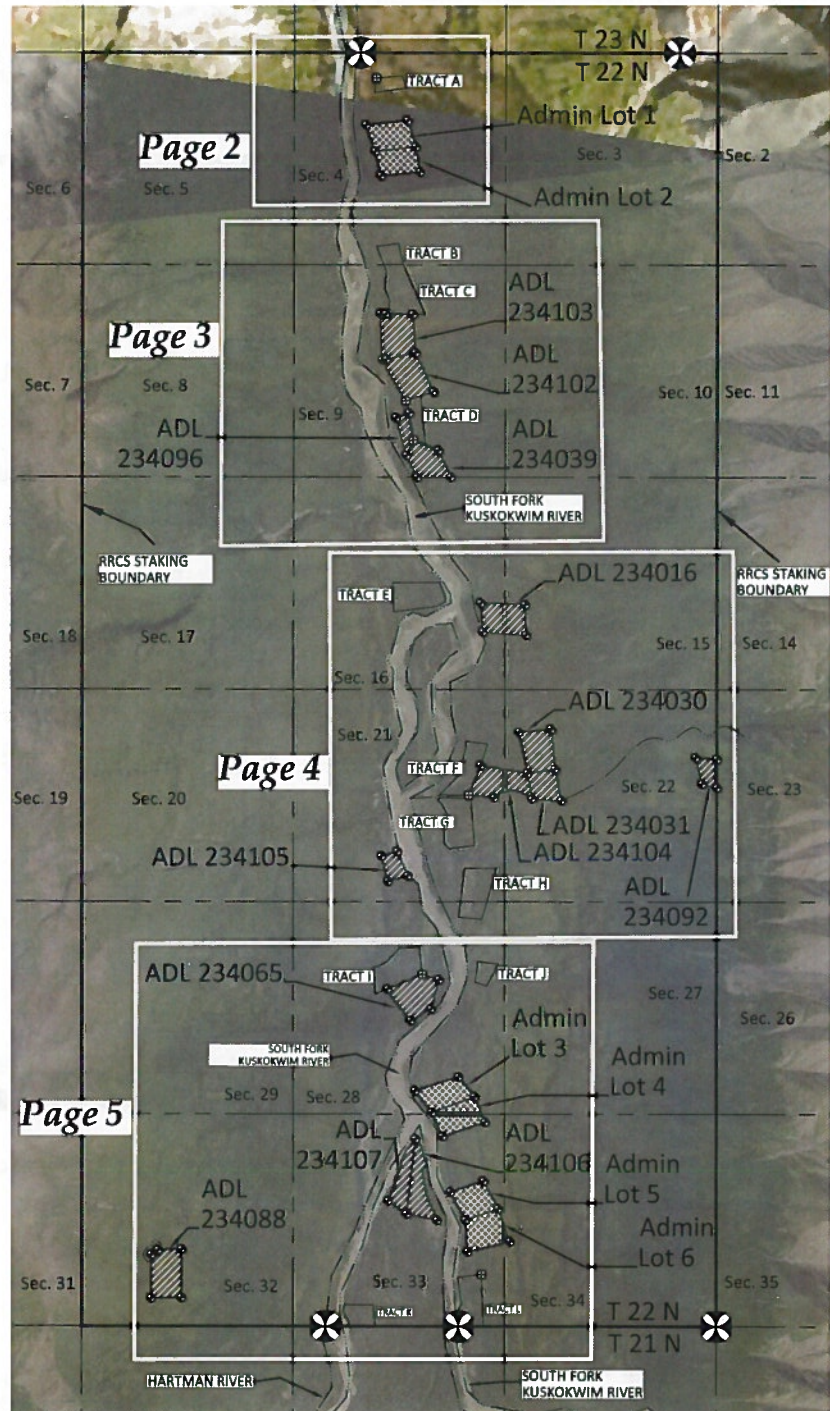 T 23 N
T 22 N
TRACT A
Admin Lot 1
Page 2
Sec. 3
Sec. 2
Sec. 6
Sec. 5
Sec. 4
Admin Lot 2
TRACT B
ADL
234103
TRACT C
Page 3
ADL
234102
Sec. 7
Sec. 8
Sec. 9
Sec. 10
Sec. 11
TRACT D
ADL
234096
ADL
234039
SOUTH FORK
KUSKOKWIM RIVER
RRCS STAKING
BOUNDARY
RRCS STAKING
BOUNDARY
ADL 234016
TRACT E
Sec. 18
Sec. 17
Sec. 15
Sec. 14
Sec. 16
ADL 234030
Sec. 21
Page 4
TRACT F
Sec. 19
Sec. 20
Sec. 22
Sec. 23
TRACT G
ADL 234031
ADL 234104
ADL 234105
TRACT H
ADL
234092
ADL 234065
TRACT I
TRACT J
Sec. 27
Sec. 26
Admin
Lot 3
SOUTH FORK
KUSKOKWIM RIVER
Admin
Lot 4
Sec. 29
Sec. 28
Page 5
ADL
234107
ADL
234106
Admin
Lot 5
ADL
234088
Admin
Lot 6
Sec. 31
Sec. 32
Sec. 33
Sec. 34
Sec. 35
TRACT K
TRACT L
T 22 N
T 21 N
HARTMAN RIVER
SOUTH FORK
KUSKOKWIM RIVER